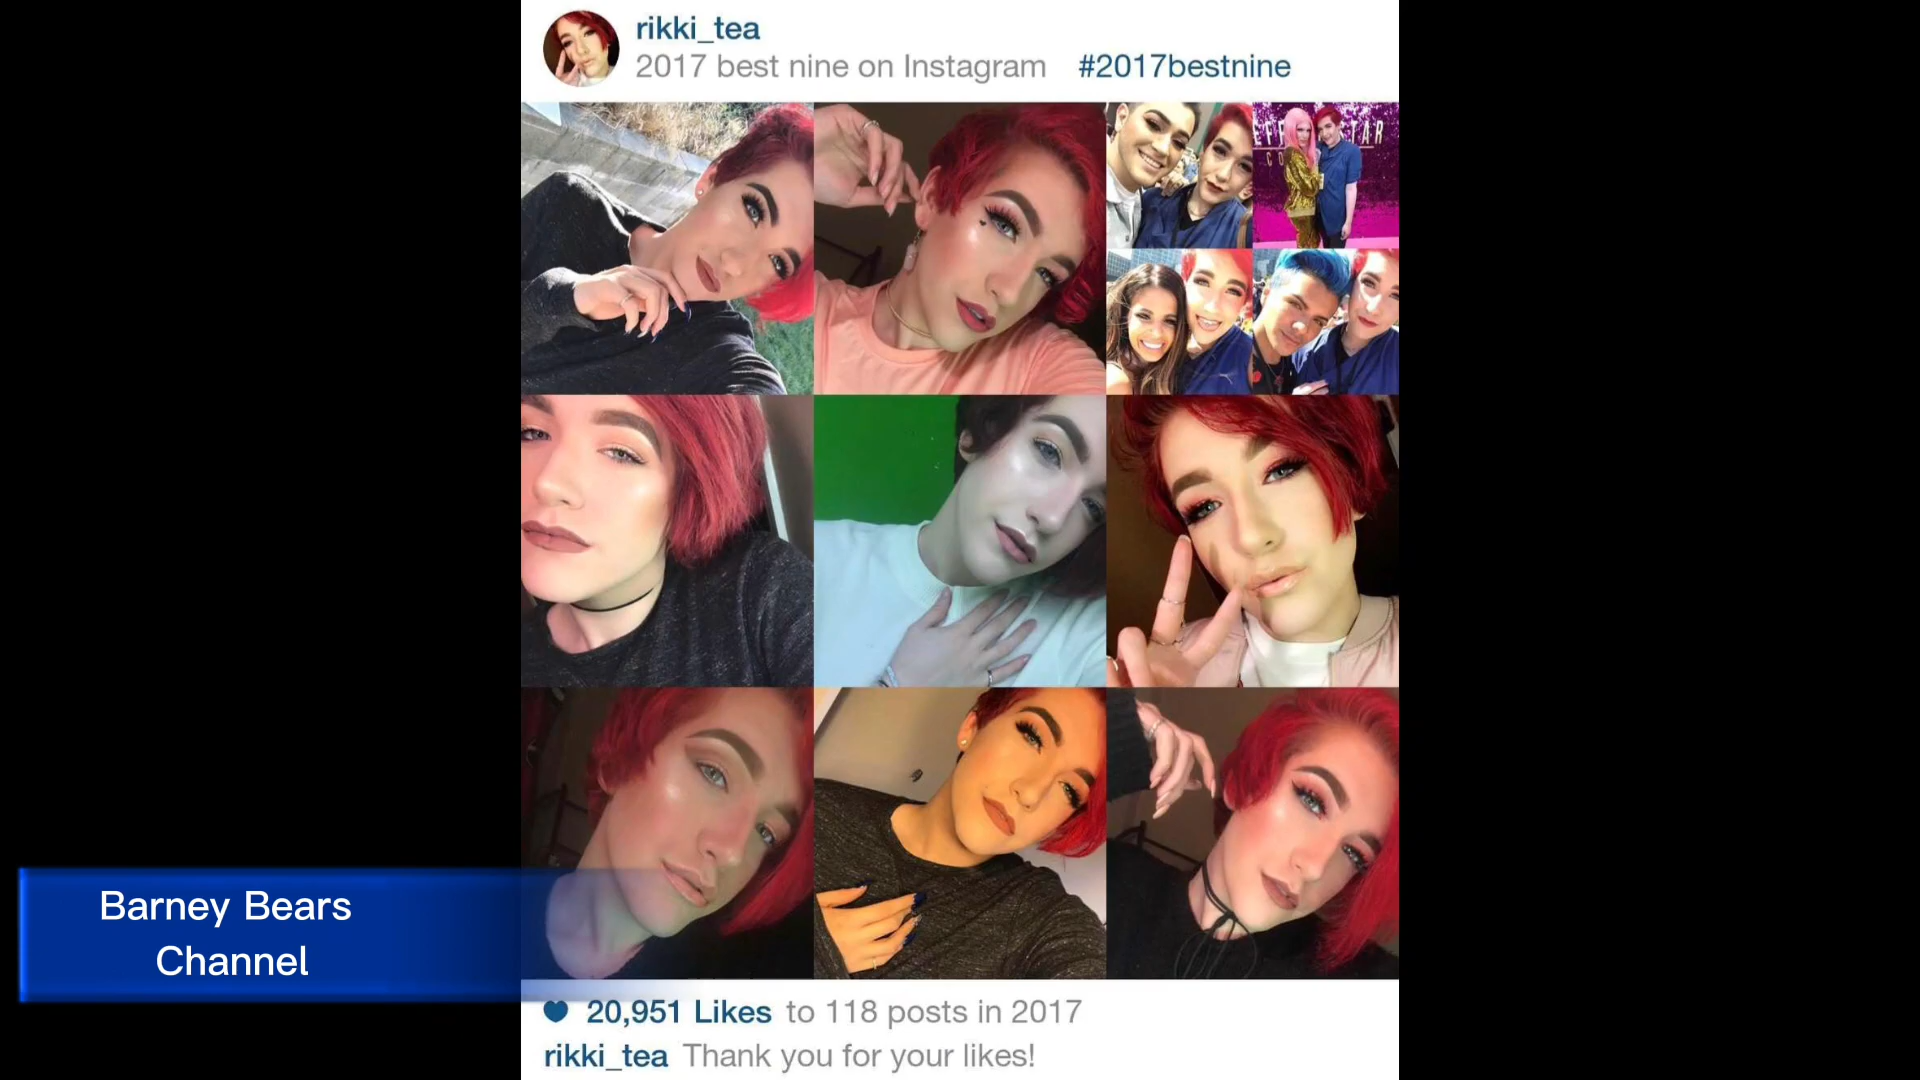 rikki_tea
2017 best nine on Instagram #2017bestnine
Barney Bears
Channel
20,951 Likes to 118 posts in 2017
rikki_tea Thank you for your likes!